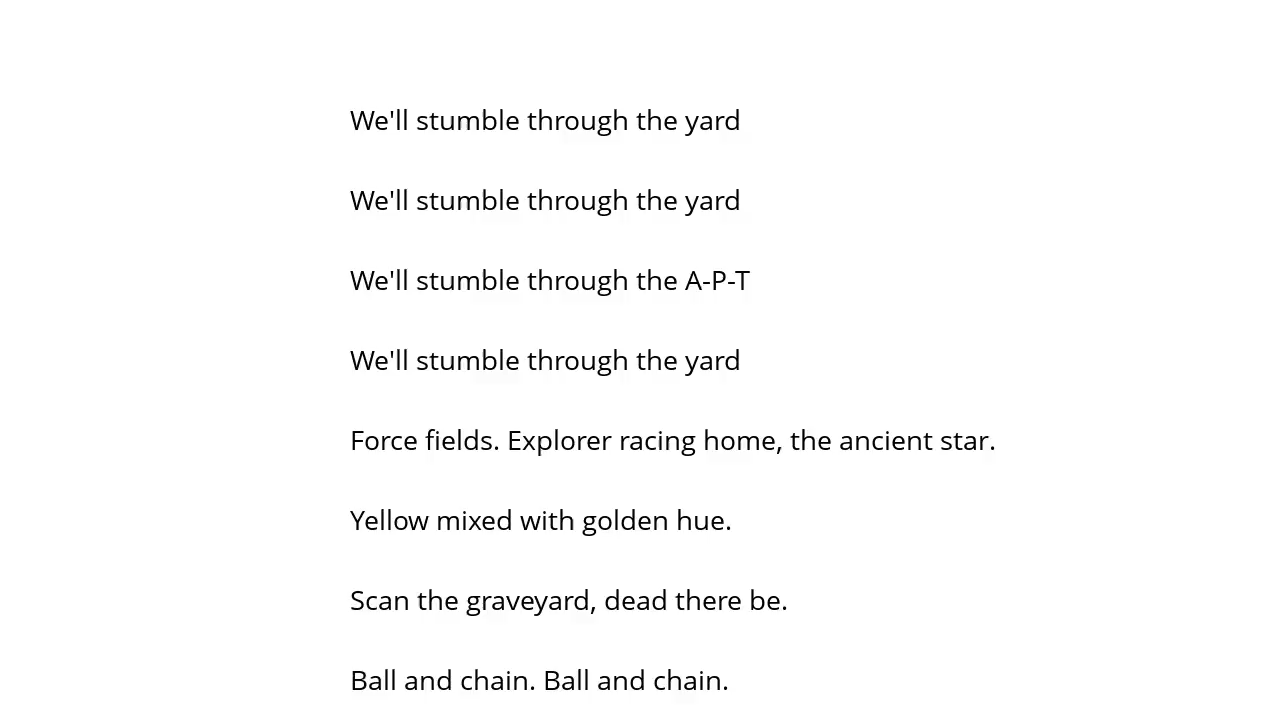 We'll stumble through the yard
We'll stumble through the yard
We'll stumble through the A-P-T
We'll stumble through the yard
Force fields. Explorer racing home, the ancient star.
Yellow mixed with golden hue.
Scan the graveyard, dead there be.
Ball and chain. Ball and chain.